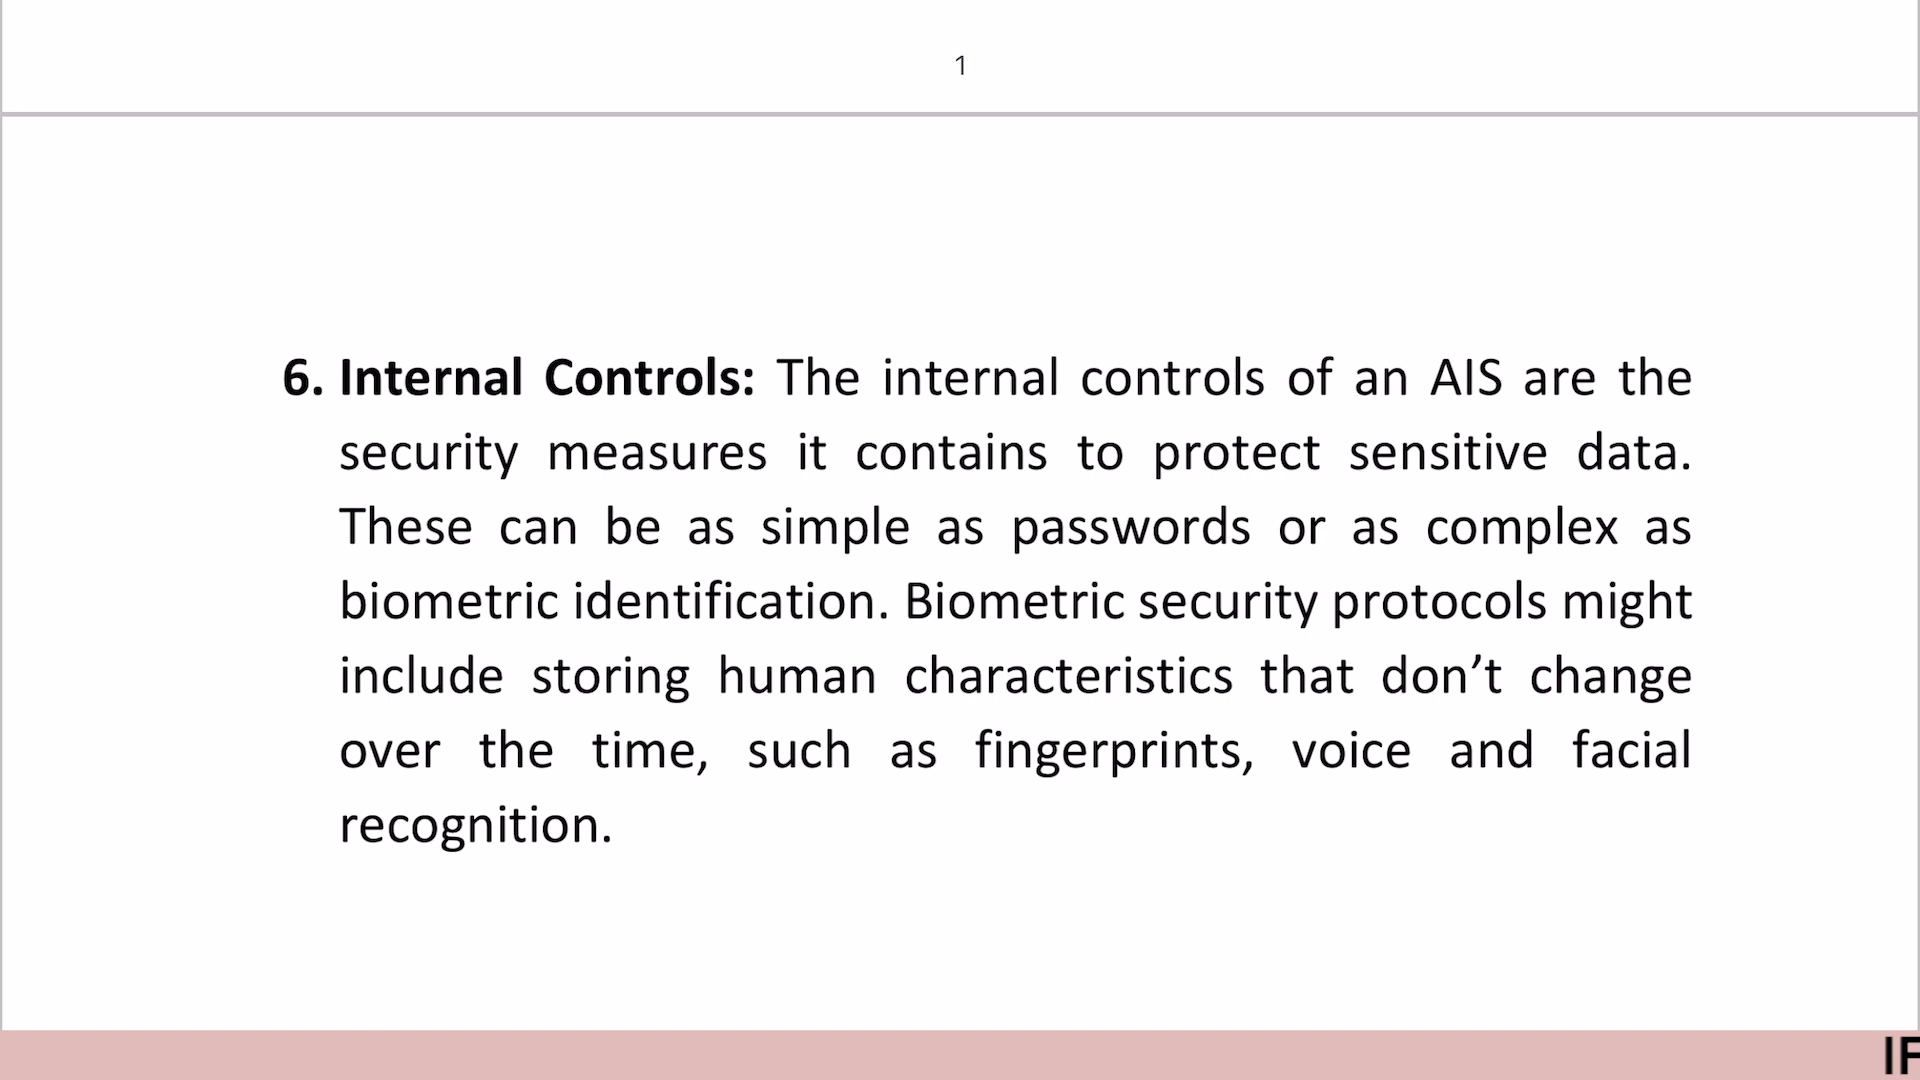 1
6. Internal Controls: The internal controls of an AIS are the
security measures it contains to protect sensitive data.
These can be as simple as passwords or as complex as
biometric identification. Biometric security protocols might
include storing human characteristics that don’t change
over the time, such as fingerprints, voice and facial
recognition.